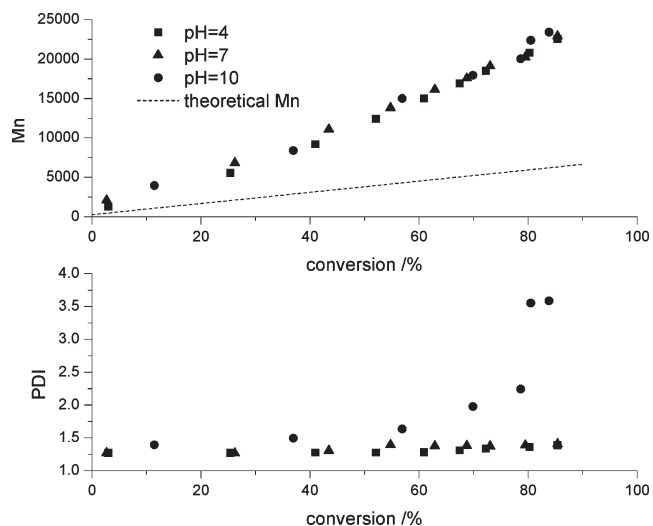 25000
20000
15000
10000
5000
0
Mn
pH=4
pH=7
pH=10
theoretical Mn
0 20 40 60 80 100
conversion /%
4.0
3.5
3.0
2.5
2.0
1.5
1.0
PDI
0 20 40 60 80 100
conversion /%